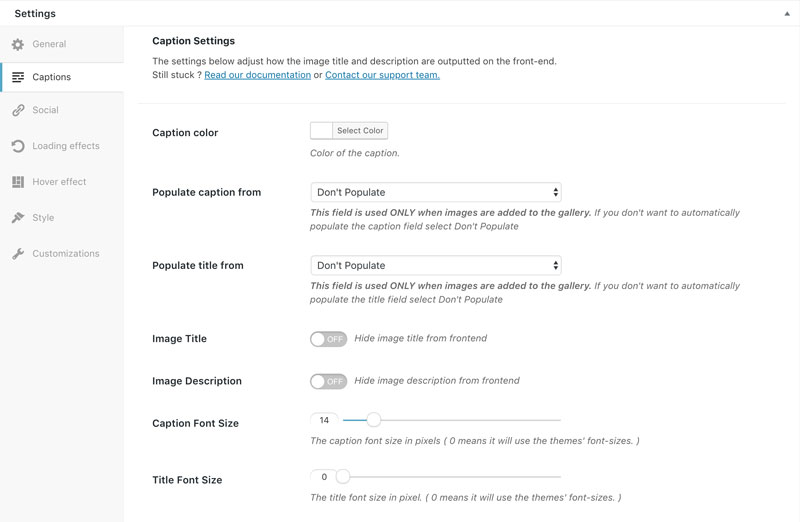 Settings
General
Captions
Social
Loading effects
Hover effect
Style
Customizations
Caption Settings
The settings below adjust how the image title and description are outputted on the front-end.
Still stuck ? Read our documentation or Contact our support team.
Caption color
Select Color
Color of the caption.
Populate caption from
Don't Populate
This field is used ONLY when images are added to the gallery. If you don't want to automatically
populate the caption field select Don't Populate
Populate title from
Don't Populate
This field is used ONLY when images are added to the gallery. If you don't want to automatically
populate the title field select Don't Populate
Image Title
OFF
Hide image title from frontend
Image Description
OFF
Hide image description from frontend
Caption Font Size
14
The caption font size in pixels ( 0 means it will use the themes' font-sizes. )
Title Font Size
0
The title font size in pixel. ( 0 means it will use the themes' font-sizes. )